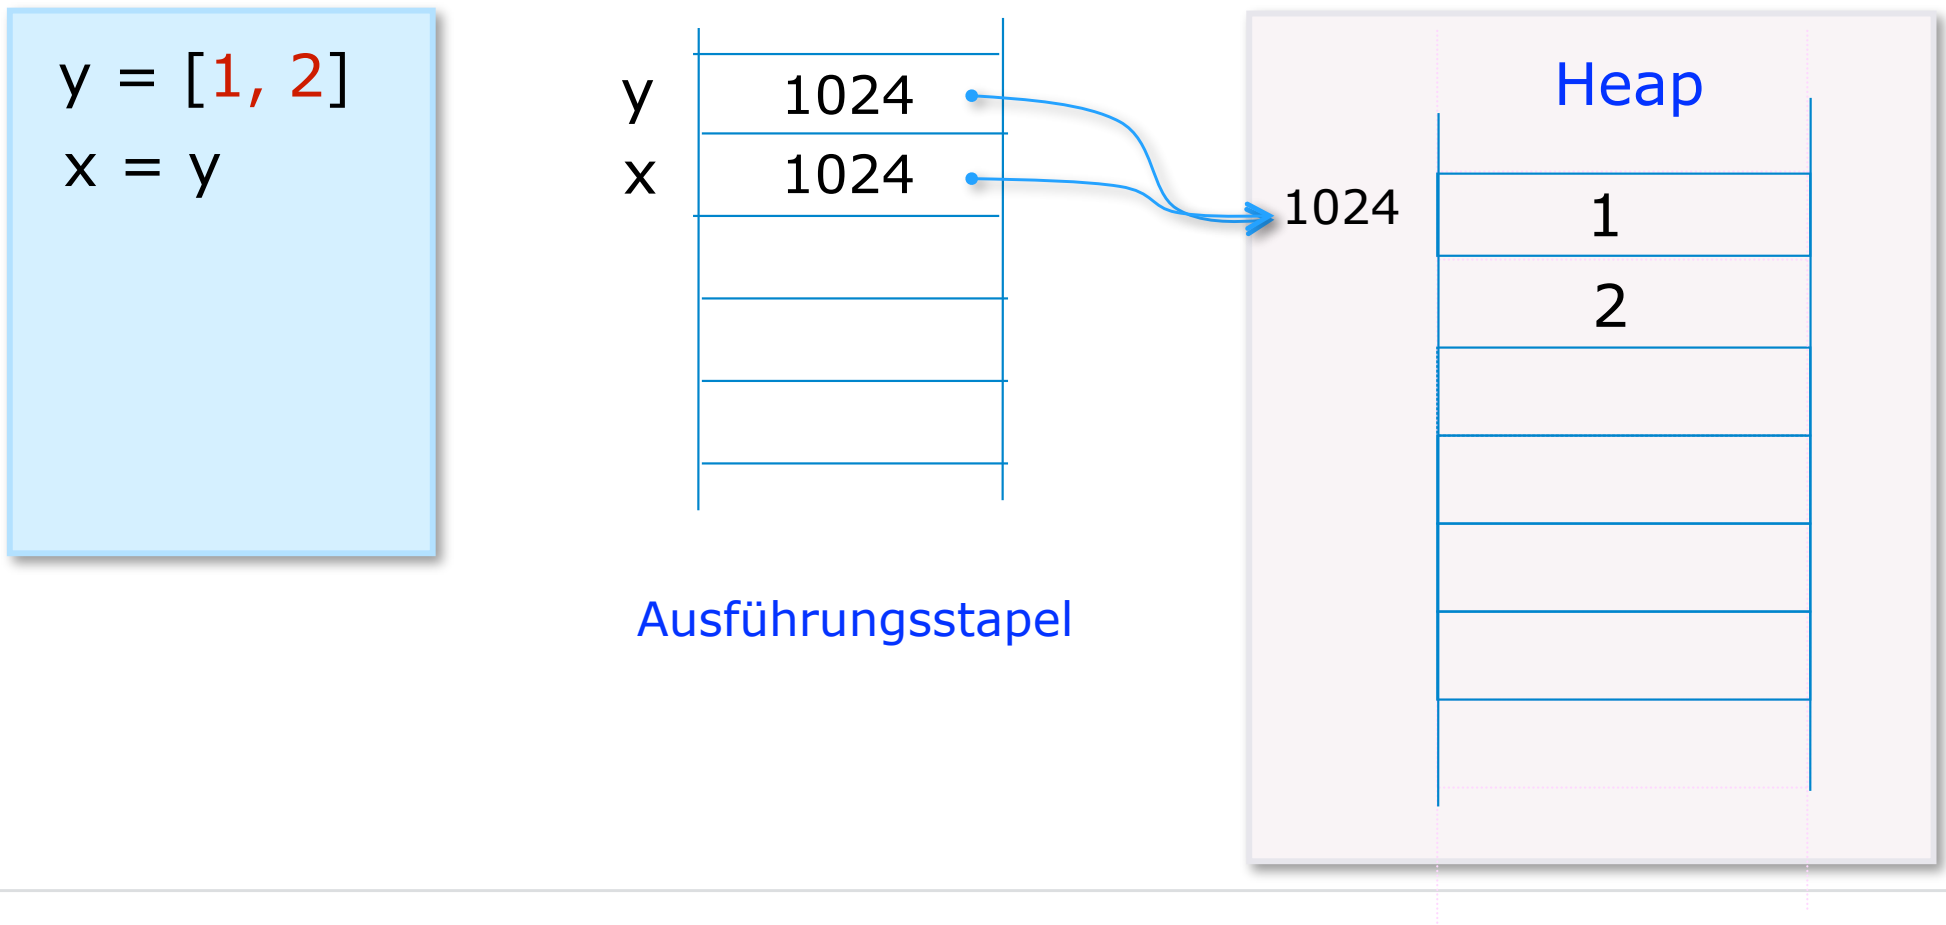 y = [1, 2]
x = y
y 1024
x 1024
Ausführungsstapel
Heap
1024 1
2